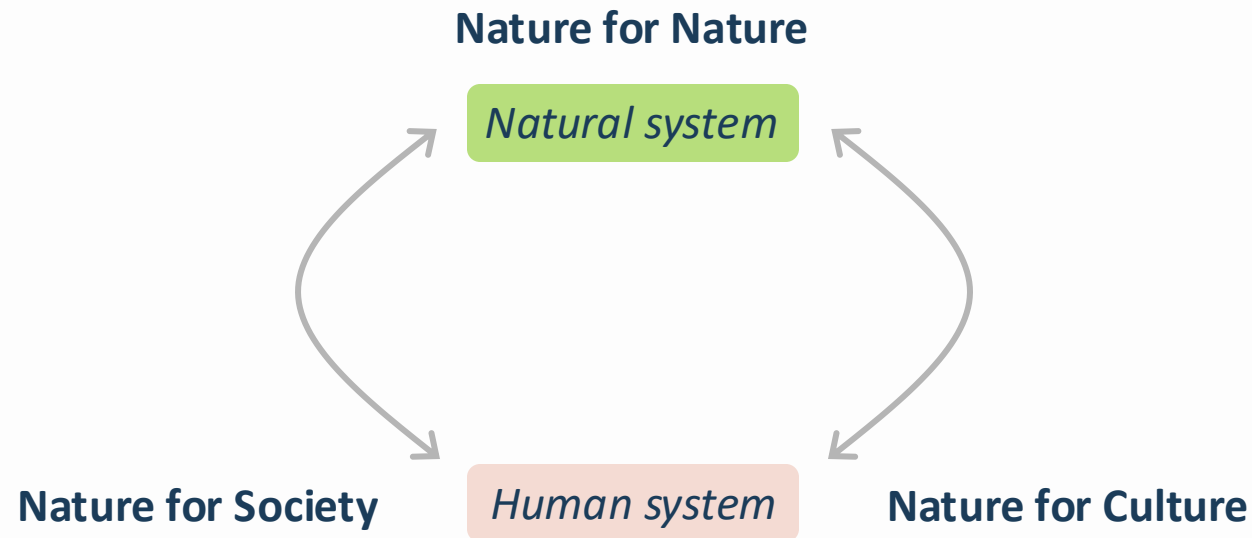 Nature for Nature
Natural system
Nature for Society
Human system
Nature for Culture